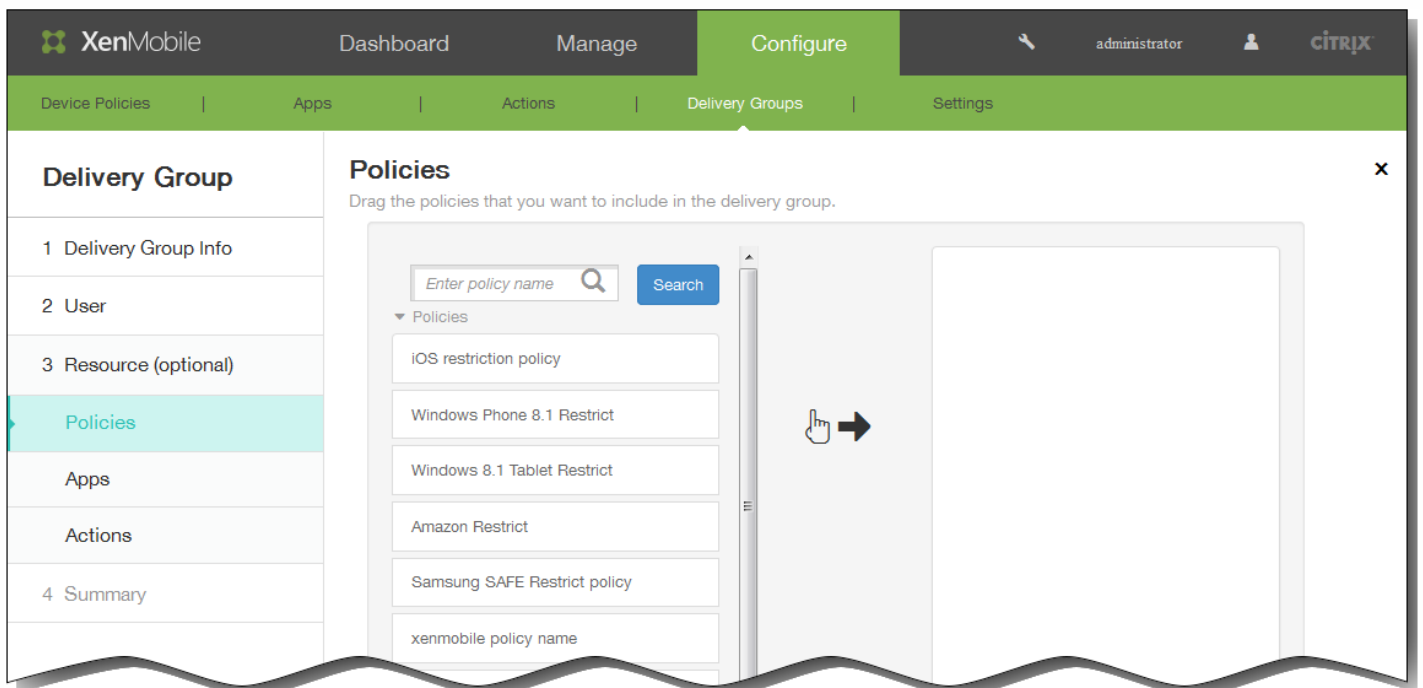 XenMobile Dashboard Manage Configure administrator CİTRIX
Device Policies | Apps | Actions | Delivery Groups | Settings
Delivery Group
1 Delivery Group Info
2 User
3 Resource (optional)
Policies
Apps
Actions
4 Summary
Policies
x
Drag the policies that you want to include in the delivery group.
Enter policy name Search
Policies
iOS restriction policy
Windows Phone 8.1 Restrict
Windows 8.1 Tablet Restrict
Amazon Restrict
Samsung SAFE Restrict policy
xenmobile policy name